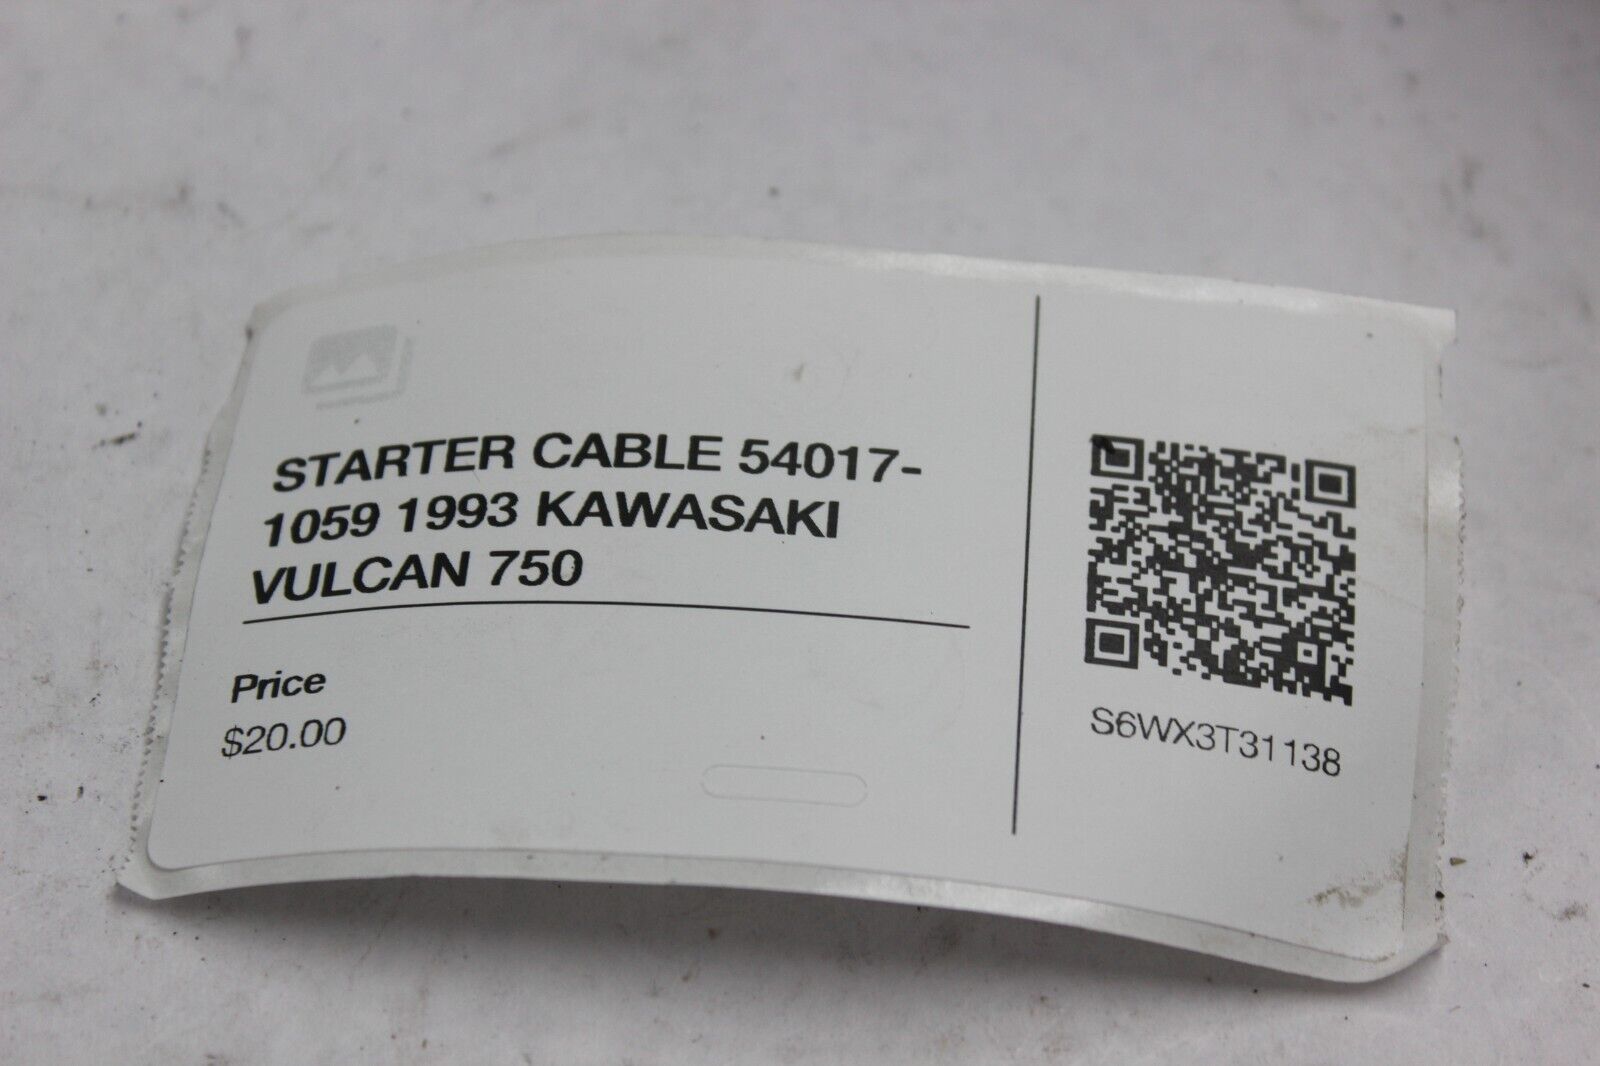 STARTER CABLE 54017-
1059 1993 KAWASAKI
VULCAN 750
Price
$20.00
S6WX3T31138